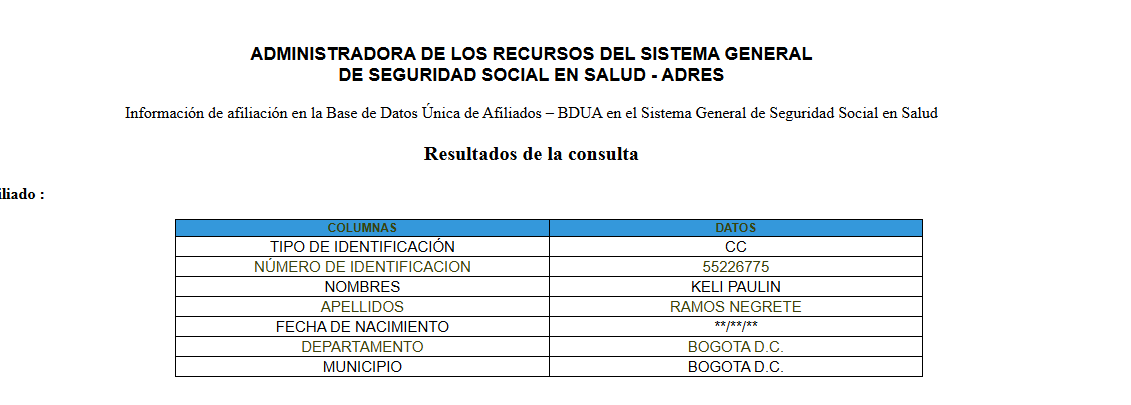 ADMINISTRADORA DE LOS RECURSOS DEL SISTEMA GENERAL
DE SEGURIDAD SOCIAL EN SALUD - ADRES
Información de afiliación en la Base de Datos Única de Afiliados – BDUA en el Sistema General de Seguridad Social en Salud
Resultados de la consulta
iliado :
COLUMNAS DATOS
TIPO DE IDENTIFICACIÓN CC
NÚMERO DE IDENTIFICACION 55226775
NOMBRES KELI PAULIN
APELLIDOS RAMOS NEGRETE
FECHA DE NACIMIENTO **/**/**
DEPARTAMENTO BOGOTA D.C.
MUNICIPIO BOGOTA D.C.